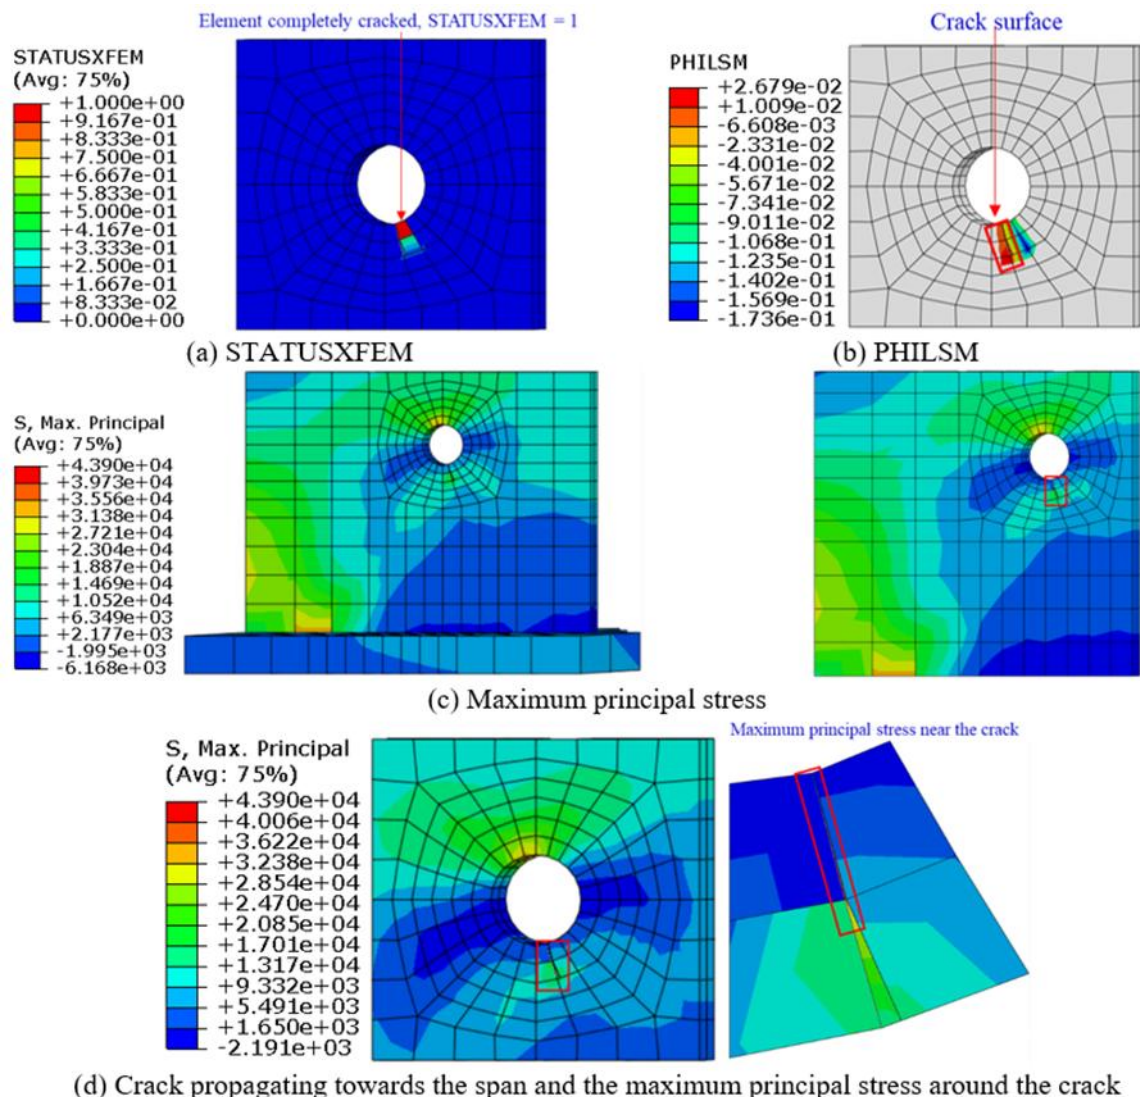 Element completely cracked, STATUSXFEM = 1
STATUSXFEM
(Avg: 75%)
+1.000e+00
+9.167e-01
+8.333e-01
+7.500e-01
+6.667e-01
+5.833e-01
+5.000e-01
+4.167e-01
+3.333e-01
+2.500e-01
+1.667e-01
+8.333e-02
+0.000e+00
(a) STATUSXFEM
Crack surface
PHILSM
+2.679e-02
+1.009e-02
-6.608e-03
-2.331e-02
-4.001e-02
-5.671e-02
-7.341e-02
-9.011e-02
-1.068e-01
-1.235e-01
-1.402e-01
-1.569e-01
-1.736e-01
(b) PHILSM
S, Max. Principal
(Avg: 75%)
+4.390e+04
+3.973e+04
+3.556e+04
+3.138e+04
+2.721e+04
+2.304e+04
+1.887e+04
+1.469e+04
+1.052e+04
+6.349e+03
+2.177e+03
-1.995e+03
-6.168e+03
(c) Maximum principal stress
S, Max. Principal
(Avg: 75%)
+4.390e+04
+4.006e+04
+3.622e+04
+3.238e+04
+2.854e+04
+2.470e+04
+2.085e+04
+1.701e+04
+1.317e+04
+9.332e+03
+5.491e+03
+1.650e+03
-2.191e+03
Maximum principal stress near the crack
(d) Crack propagating towards the span and the maximum principal stress around the crack